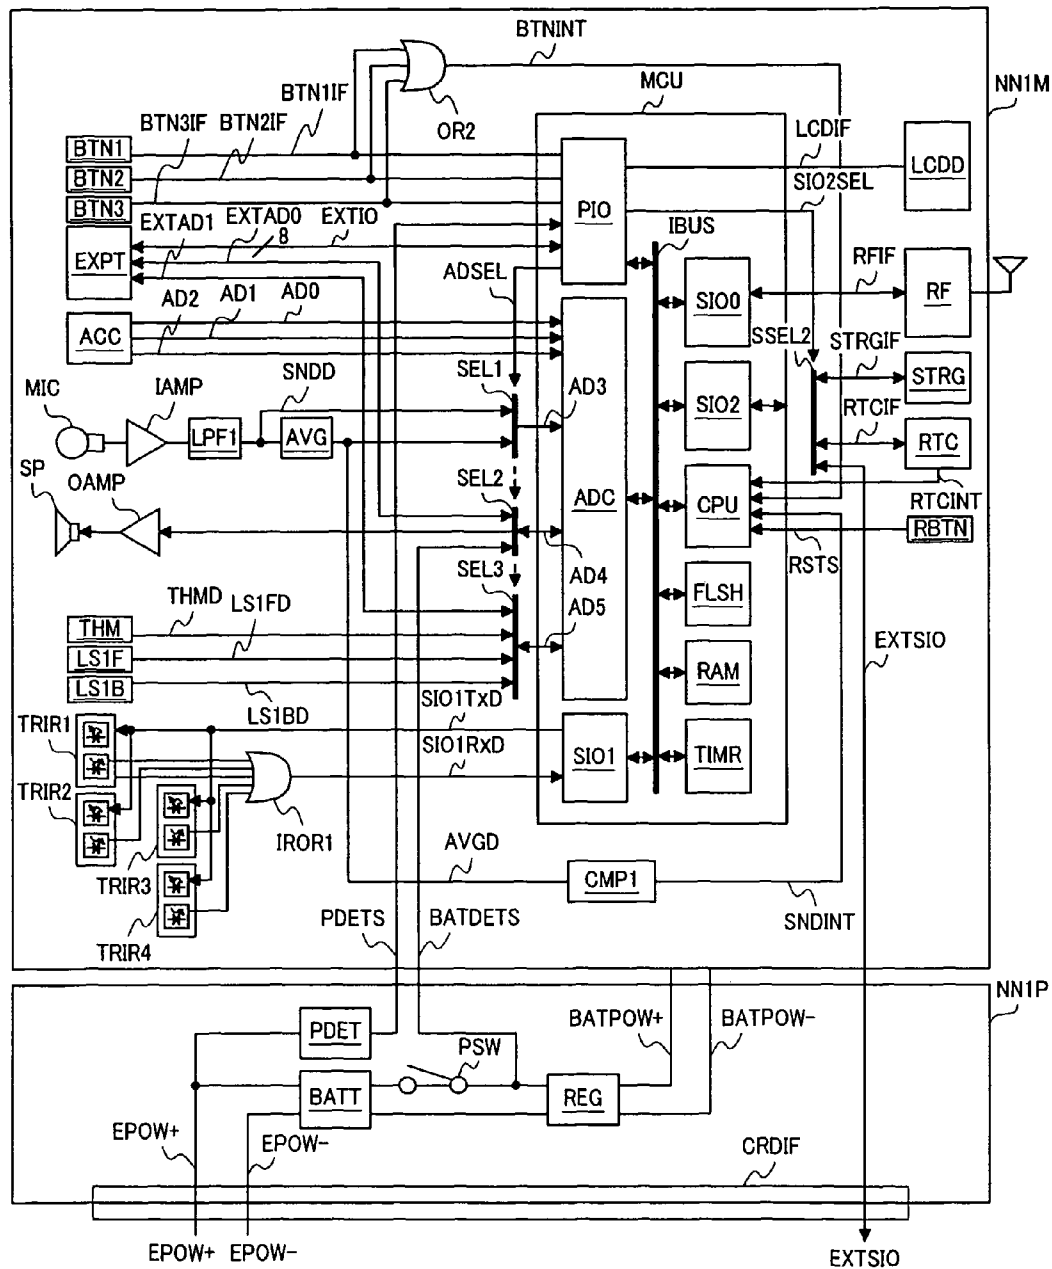 BTNINT
MCU
NN1M
BTN1IF
BTN3IF BTN2IF
OR2
LCDIF
BTN1
BTN2
BTN3
PIO
LCDD
SIO2SEL
EXTAD1 EXTAD0 EXTIO
8
IBUS
EXPT
ADSEL
RFIF
AD2 AD1 AD0
SIO0
RF
ACC
SSEL2
STRGIF
SNDD
SEL1
MIC IAMP
AD3
SIO2
STRG
RTCIF
LPF1 AVG
RTC
SP OAMP
SEL2
ADC
CPU
RTCINT
RBTN
SEL3
AD4
RSTS
THMD LS1FD
AD5
FLSH
THM
LS1F
LS1B
EXTSIO
RAM
LS1BD
SIO1TxD
TRIR1
SIO1RxD
SIO1
TIMR
TRIR2
IROR1
AVGD
TRIR3
CMP1
PDETS BATDETS
SNDINT
TRIR4
NN1P
BATPOW+ BATPOW-
PDET
PSW
BATT
REG
EPOW+
EPOW-
CRDIF
EPOW+ EPOW-
EXTSIO